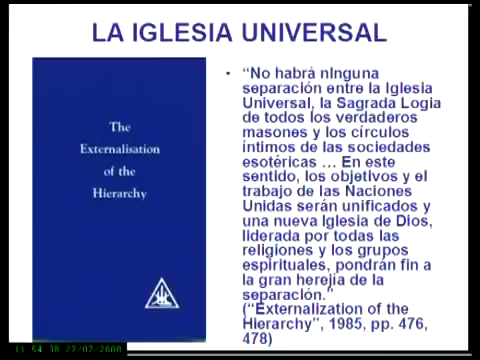 LA IGLESIA UNIVERSAL
The
Externalisation
of the
Hierarchy
• “No habrá nInguna
separación entre la Iglesia
Universal, la Sagrada Logia
de todos los verdaderos
masones y los círculos
íntimos de las sociedades
esotéricas ... En este
sentido, los objetivos y el
trabajo de las Naciones
Unidas serán unificados y
una nueva Iglesia de Dios,
liderada por todas las
religiones y los grupos
espirituales, pondrán fin a
la gran herejía de la
separación.”
(“Externalization of the
Hierarchy”, 1985, pp. 476,
478)
11 54 38 27/07/2000